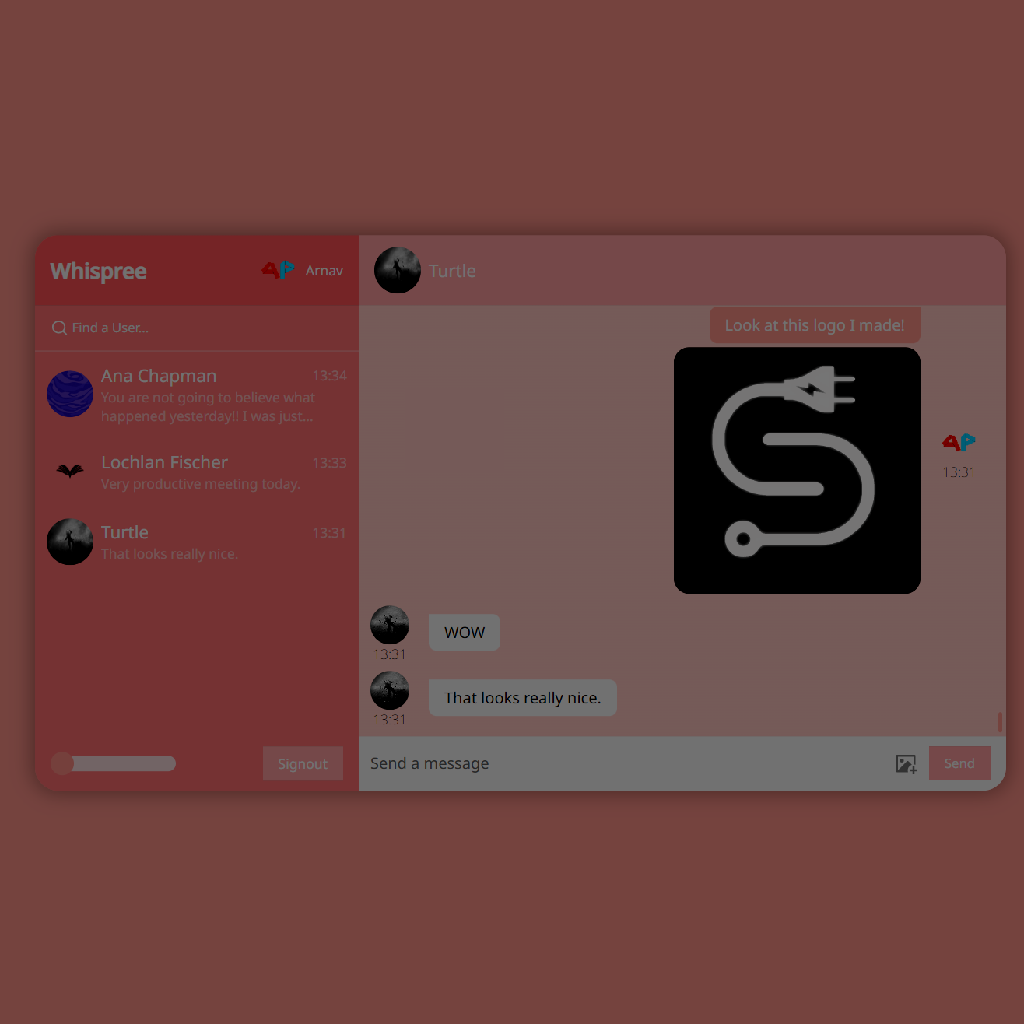 Whispree
Arnav
Find a User...
Ana Chapman
13:34
You are not going to believe what
happened yesterday!! I was just...
Lochlan Fischer
13:33
Very productive meeting today.
Turtle
13:31
That looks really nice.
Signout
Turtle
Look at this logo I made!
13:31
WOW
13:31
That looks really nice.
13:31
Send a message
Send